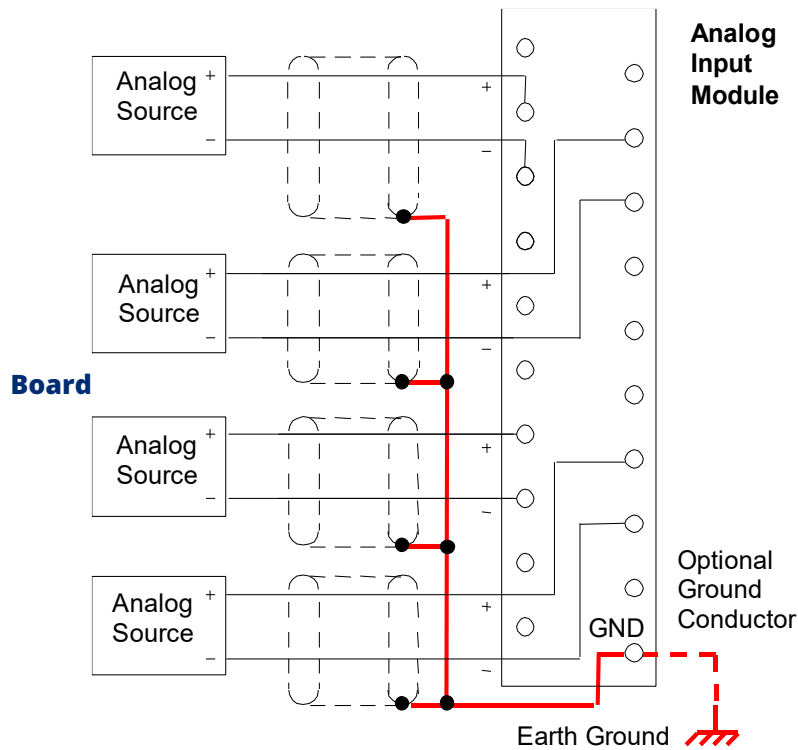 Analog
Input
Module
Analog
Source
+
−
+
−
Analog
Source
+
−
+
−
Board
Analog
Source
+
−
+
−
Analog
Source
+
−
+
−
Optional
Ground
Conductor
GND
Earth Ground